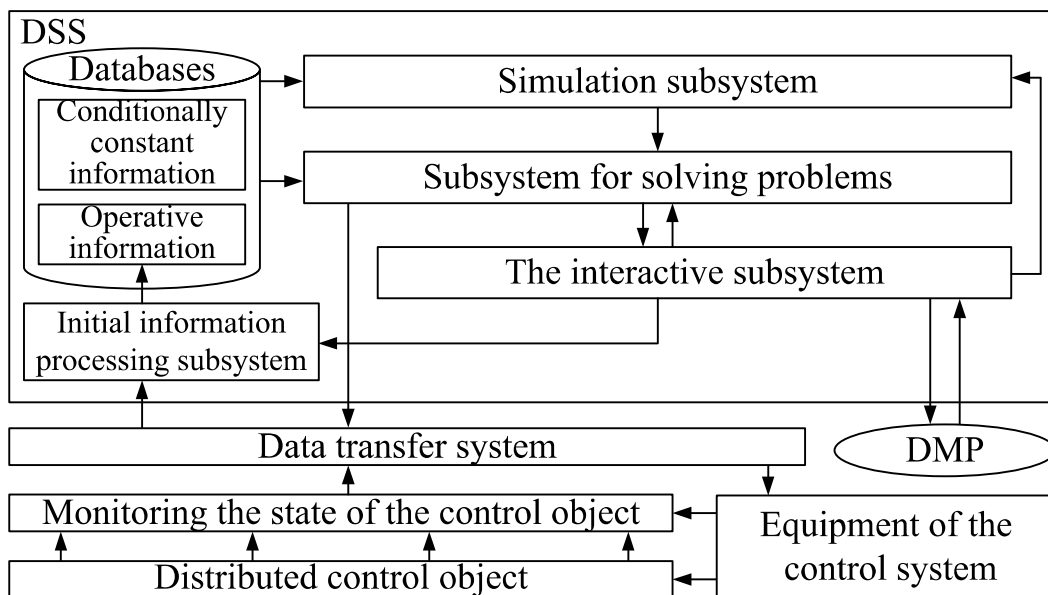 DSS
Databases
Conditionally
constant
information
Operative
information
Initial information
processing subsystem
Simulation subsystem
Subsystem for solving problems
The interactive subsystem
Data transfer system
DMP
Monitoring the state of the control object
Distributed control object
Equipment of the
control system